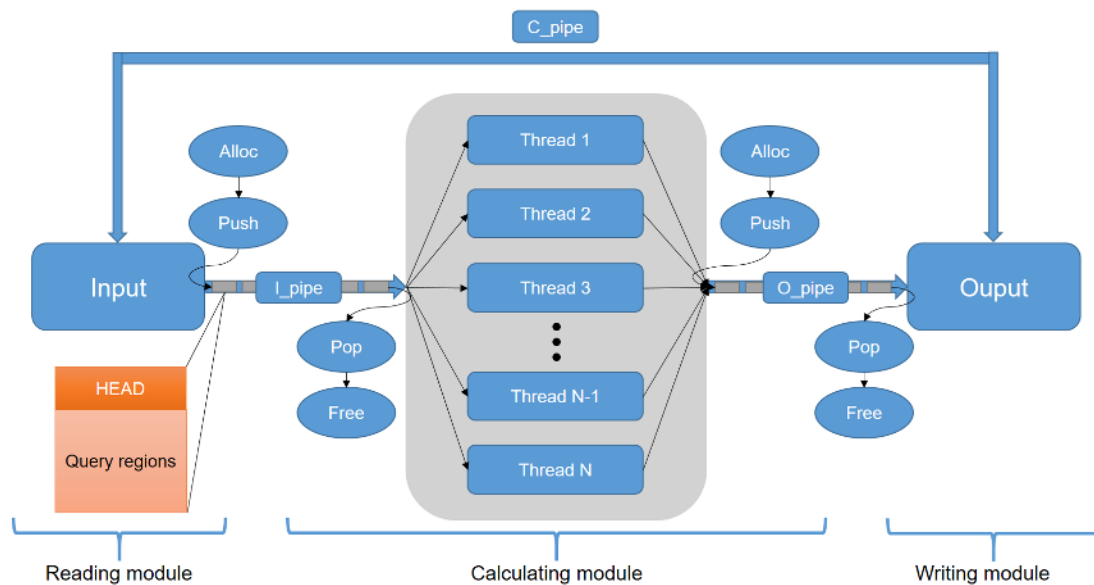 C_pipe
Alloc
Push
Input
I_pipe
Pop
Free
HEAD
Query regions
Thread 1
Thread 2
Thread 3
Thread N-1
Thread N
Alloc
Push
O_pipe
Ouput
Pop
Free
Reading module
Calculating module
Writing module